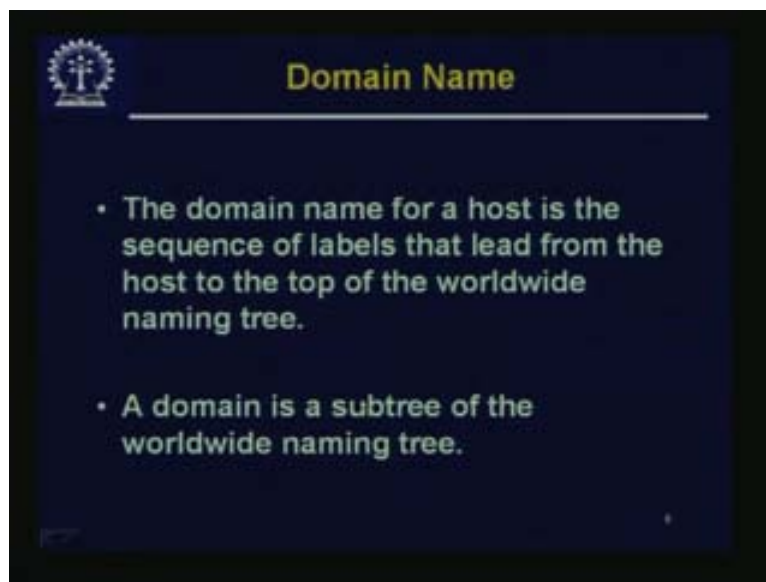 Domain Name
• The domain name for a host is the
sequence of labels that lead from the
host to the top of the worldwide
naming tree.
• A domain is a subtree of the
worldwide naming tree.